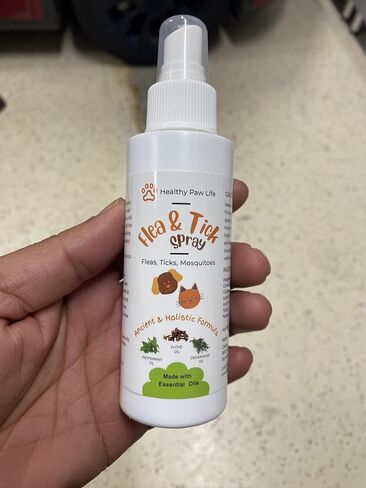 Healthy Paw Life
Flea & Tick
spray
Fleas, Ticks, Mosquitoes
Ancient & Holistic Formula
CLOVE
OIL
PEPPERMINT
OIL
CEDARWOOD
OIL
Made with
Essential Oils